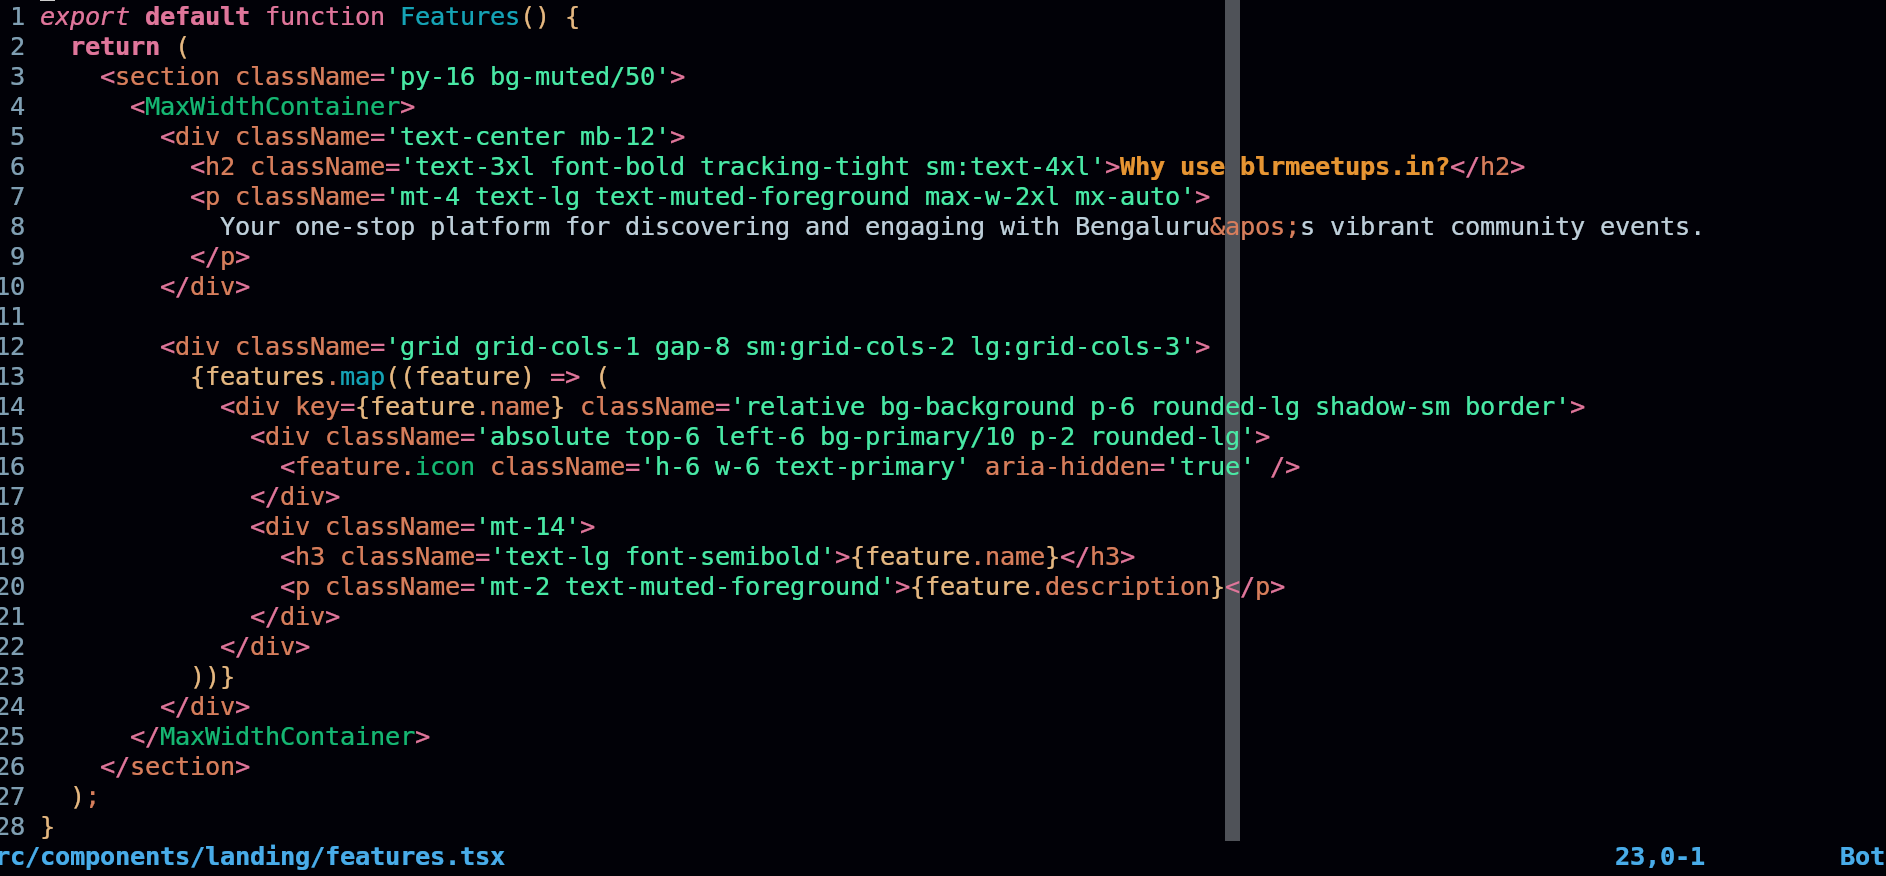 1 export default function Features() {
2   return (
3     <section className='py-16 bg-muted/50'>
4       <MaxWidthContainer>
5         <div className='text-center mb-12'>
6           <h2 className='text-3xl font-bold tracking-tight sm:text-4xl'>Why use blrmeetups.in?</h2>
7           <p className='mt-4 text-lg text-muted-foreground max-w-2xl mx-auto'>
8             Your one-stop platform for discovering and engaging with Bengaluru&apos;s vibrant community events.
9           </p>
10         </div>
11
12         <div className='grid grid-cols-1 gap-8 sm:grid-cols-2 lg:grid-cols-3'>
13           {features.map((feature) => (
14             <div key={feature.name} className='relative bg-background p-6 rounded-lg shadow-sm border'>
15               <div className='absolute top-6 left-6 bg-primary/10 p-2 rounded-lg'>
16                 <feature.icon className='h-6 w-6 text-primary' aria-hidden='true' />
17               </div>
18               <div className='mt-14'>
19                 <h3 className='text-lg font-semibold'>{feature.name}</h3>
20                 <p className='mt-2 text-muted-foreground'>{feature.description}</p>
21               </div>
22             </div>
23           ))}
24         </div>
25       </MaxWidthContainer>
26     </section>
27   );
28 }
rc/components/landing/features.tsx 23,0-1 Bot